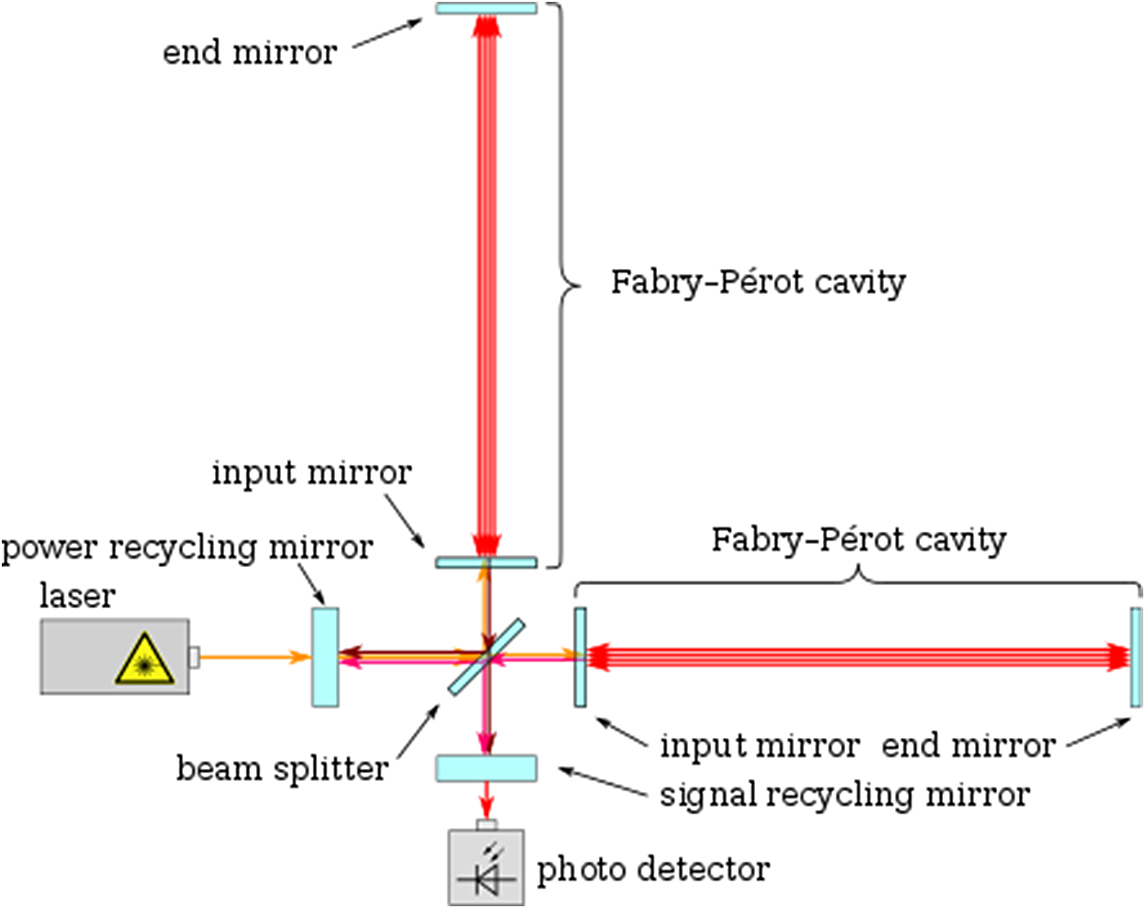 end mirror
Fabry–Pérot cavity
input mirror
Fabry–Pérot cavity
power recycling mirror
laser
input mirror
end mirror
beam splitter
signal recycling mirror
photo detector